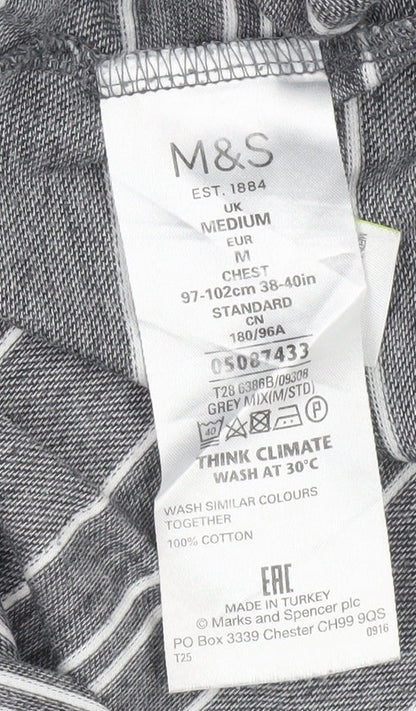 M&S
EST. 1884
UK
MEDIUM
EUR
M
CHEST
97-102cm 38-40in
STANDARD
CN
180/96A
05087433
T28 6386B/09308
GREY MIX(M/STD)
40 P
THINK CLIMATE
WASH AT 30°C
WASH SIMILAR COLOURS
TOGETHER
100% COTTON
EAC
MADE IN TURKEY
© Marks and Spencer plc
PO Box 3339 Chester CH99 9QS
T25 0916